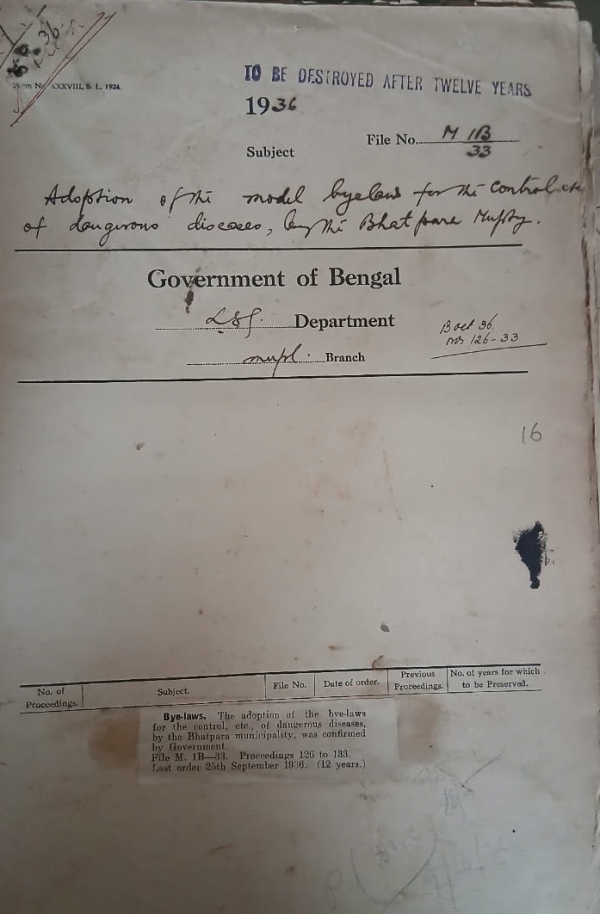 36.
Form No. XXXVIII, B. L., 1924.
TO BE DESTROYED AFTER TWELVE YEARS
1936
File No. M 1B
33
Subject
Adoption of the model byelaws for the control etc
of dangerous diseases, by the Bhatpara Mupty.
Government of Bengal
LSG. Department
B oct 36.
nos 126-33
mupl. Branch
16
No. of Proceedings. Subject. File No. Date of order. Previous Proceedings. No. of years for which to be Preserved.
Bye-laws. The adoption of the bye-laws
for the control, etc., of dangerous diseases,
by the Bhatpara municipality, was confirmed
by Government.
File M. 1B—33. Proceedings 126 to 133.
Last order 25th September 1936. (12 years.)